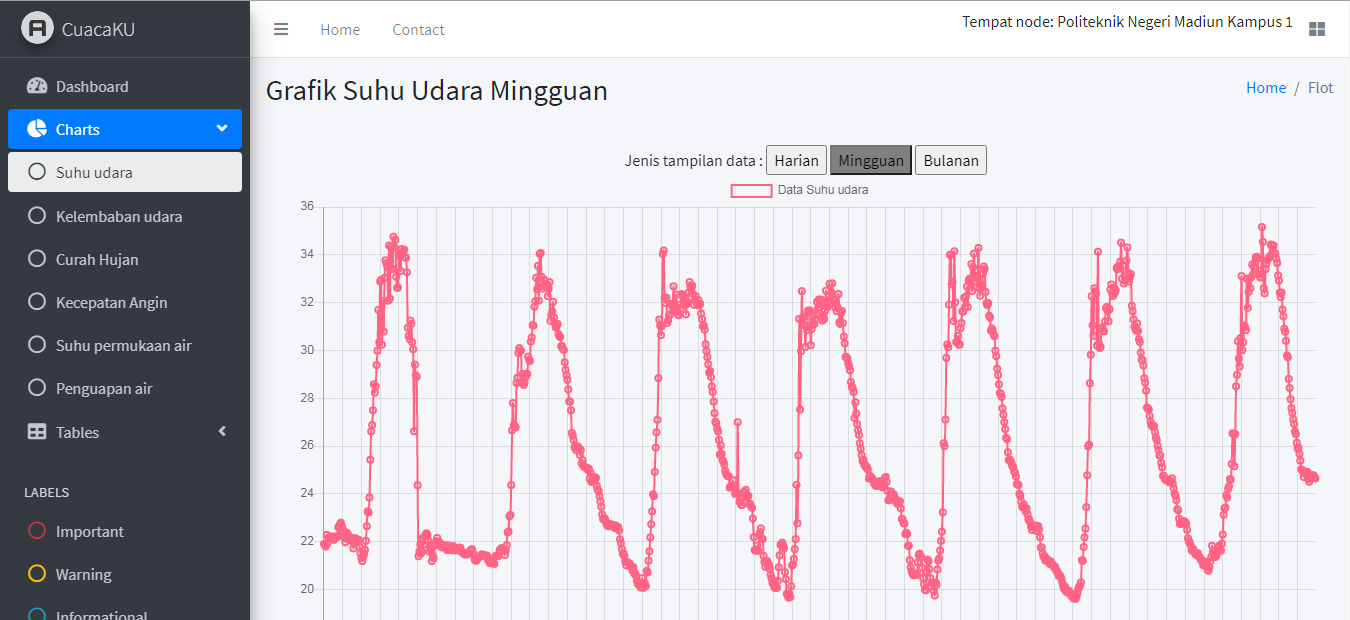 CuacaKU
Home Contact
Tempat node: Politeknik Negeri Madiun Kampus 1
Dashboard
Charts
Suhu udara
Kelembaban udara
Curah Hujan
Kecepatan Angin
Suhu permukaan air
Penguapan air
Tables
LABELS
Important
Warning
Informational
Grafik Suhu Udara Mingguan
Home / Flot
Jenis tampilan data : Harian Mingguan Bulanan
Data Suhu udara
36
34
32
30
28
26
24
22
20